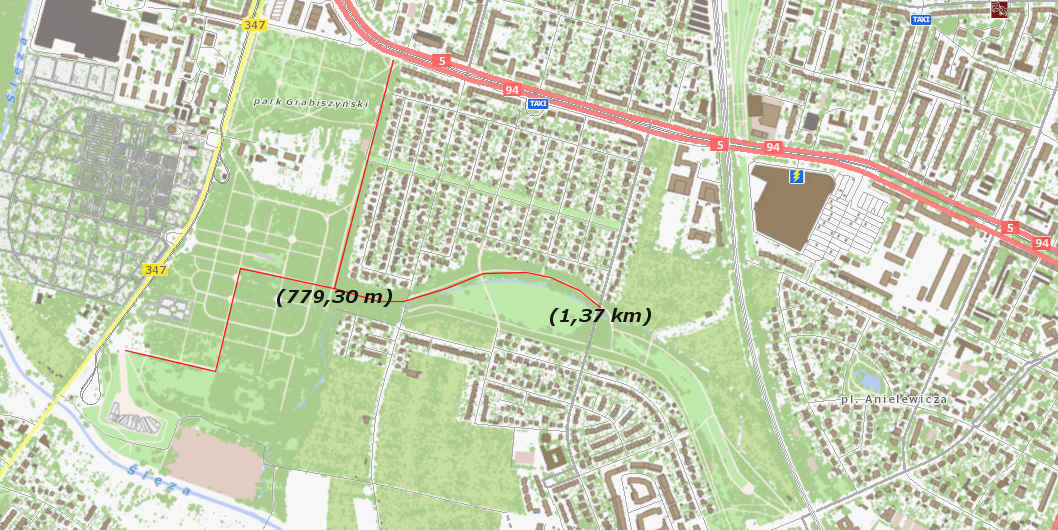 347
TAXI
Ślęza
5
94
park Grabiszyński
TAXI
5
94
5
94
347
(779,30 m)
(1,37 km)
pl. Anielewicza
Ślęza